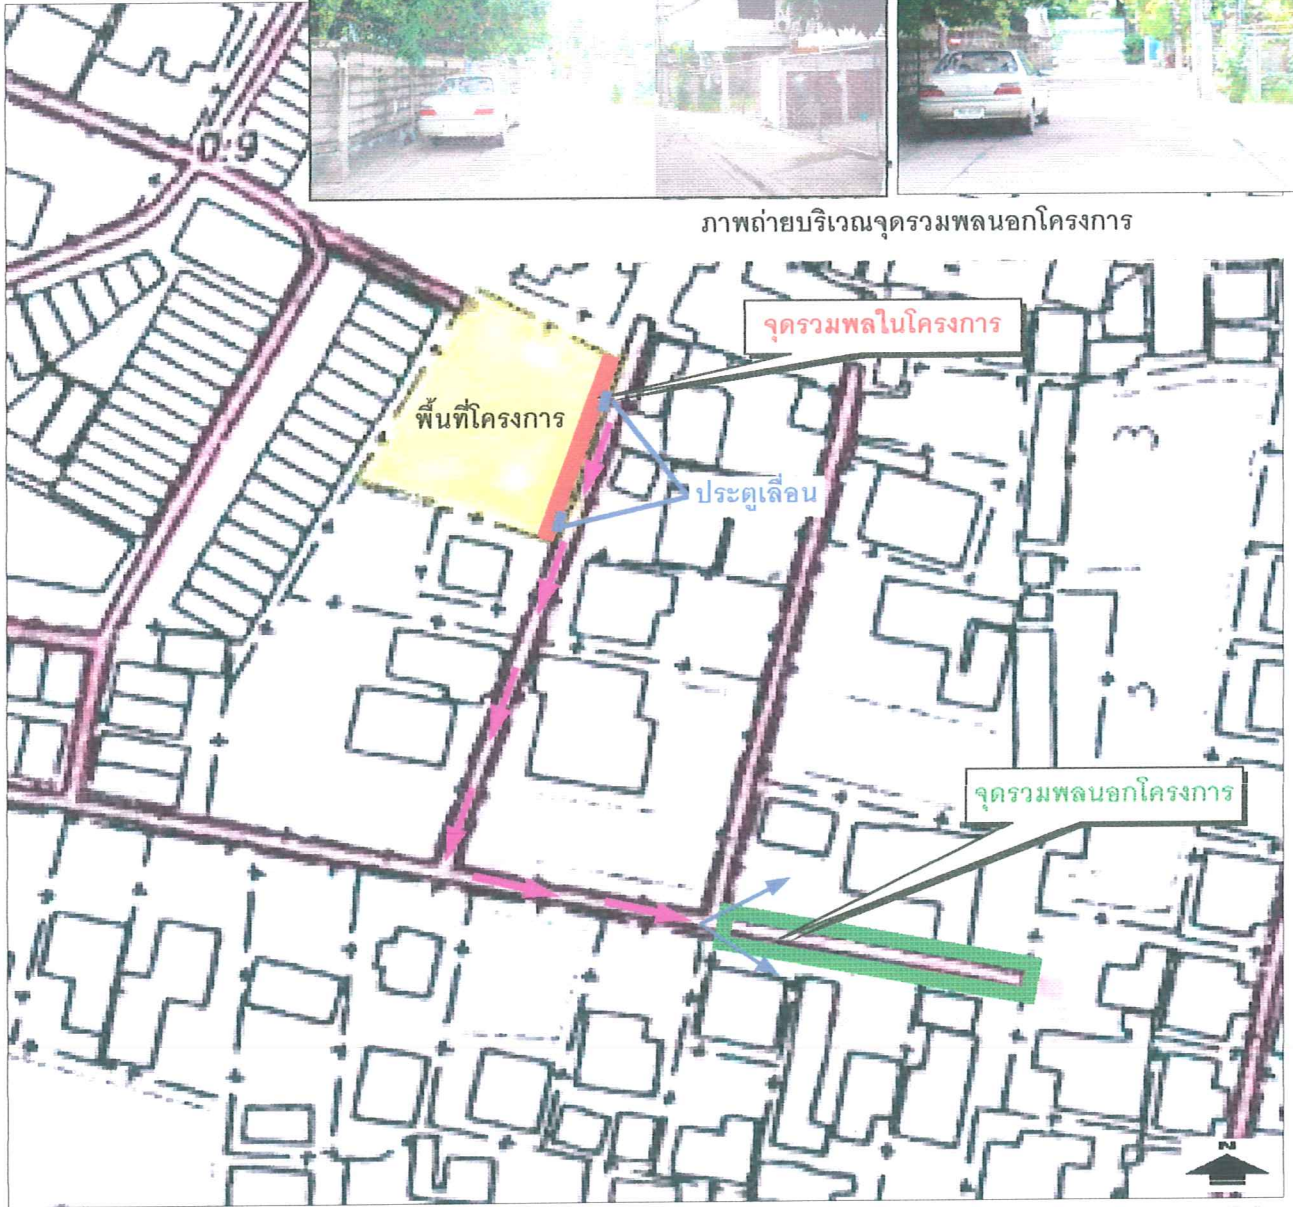 ภาพถ่ายบริเวณจุดรวมพลนอกโครงการ
จุดรวมพลในโครงการ
พื้นที่โครงการ
ประตูเลื่อน
จุดรวมพลนอกโครงการ
N